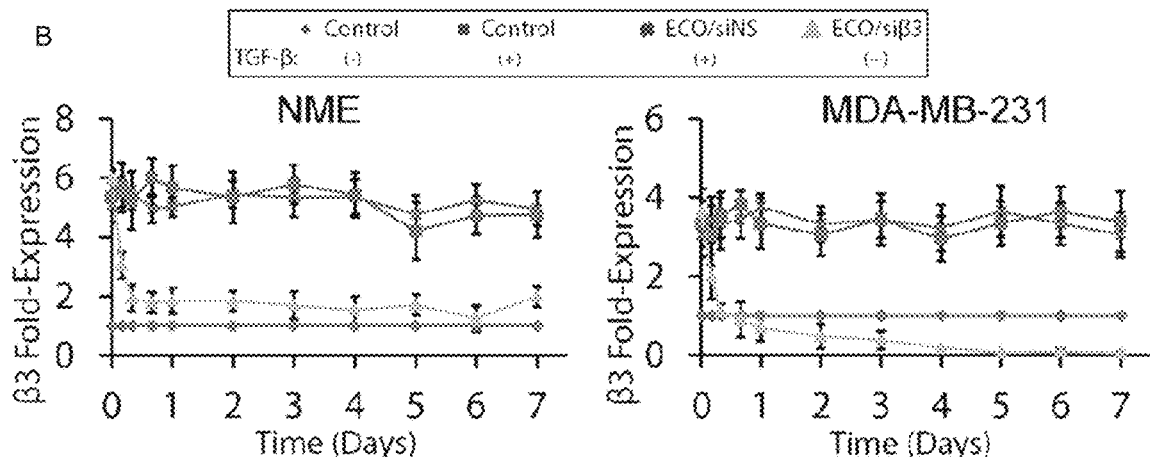 B
Control Control ECO/siNS ECO/siβ3
TGF-β: (-) (+) (+) (--)
NME
MDA-MB-231
β3 Fold-Expression
8
6
4
2
0
0 1 2 3 4 5 6 7
Time (Days)
β3 Fold-Expression
6
4
2
0
0 1 2 3 4 5 6 7
Time (Days)